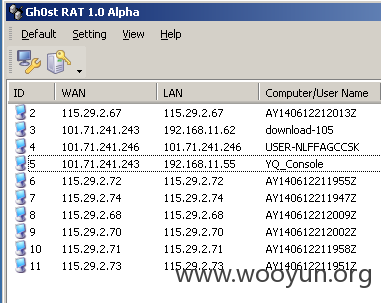 Gh0st RAT 1.0 Alpha
Default Setting View Help
ID WAN LAN Computer/User Name
2 115.29.2.67 115.29.2.67 AY140612212013Z
3 101.71.241.243 192.168.11.62 download-105
4 101.71.241.246 101.71.241.246 USER-NLFFAGCCSK
5 101.71.241.243 192.168.11.55 YQ_Console
6 115.29.2.72 115.29.2.72 AY140612211955Z
7 115.29.2.74 115.29.2.74 AY140612211947Z
8 115.29.2.68 115.29.2.68 AY140612212009Z
9 115.29.2.70 115.29.2.70 AY140612212002Z
10 115.29.2.71 115.29.2.71 AY140612211958Z
11 115.29.2.73 115.29.2.73 AY140612211951Z
www.wooyun.org